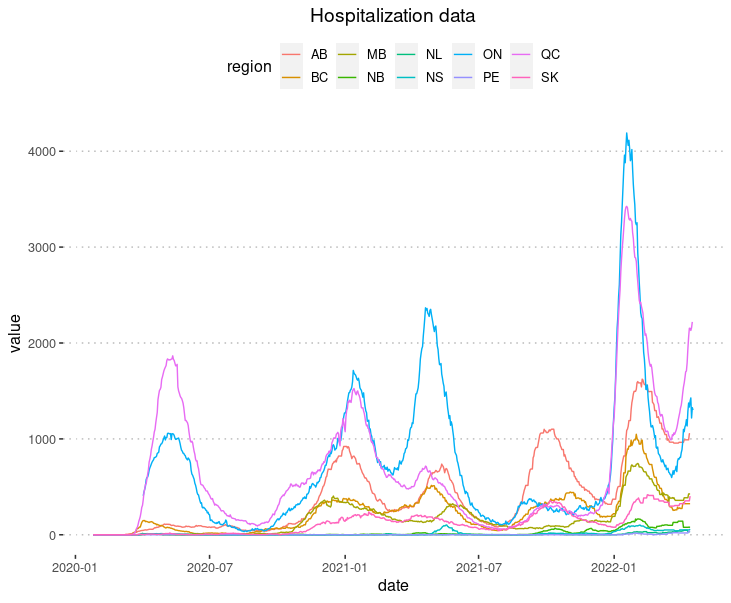 Hospitalization data
region
AB MB NL ON QC
BC NB NS PE SK
4000
3000
2000
1000
0
value
2020-01 2020-07 2021-01 2021-07 2022-01
date